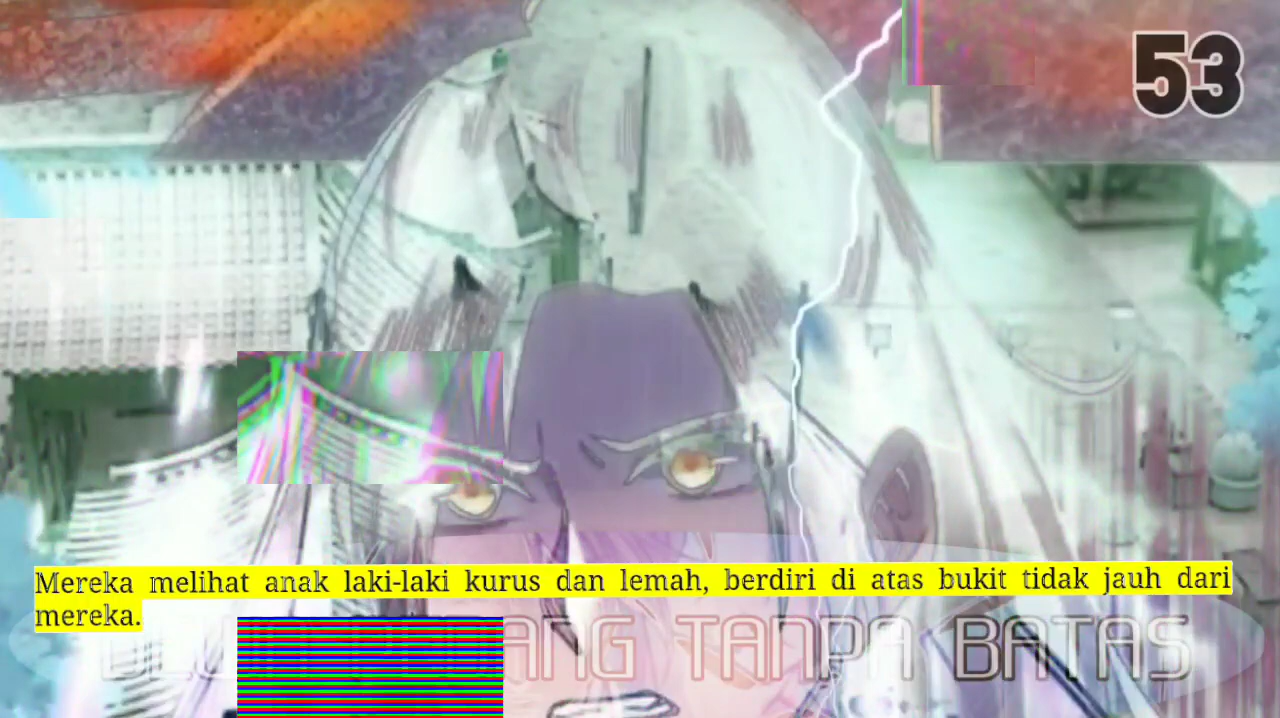 53
Mereka melihat anak laki-laki kurus dan lemah, berdiri di atas bukit tidak jauh dari
mereka.
TANPA BATAS